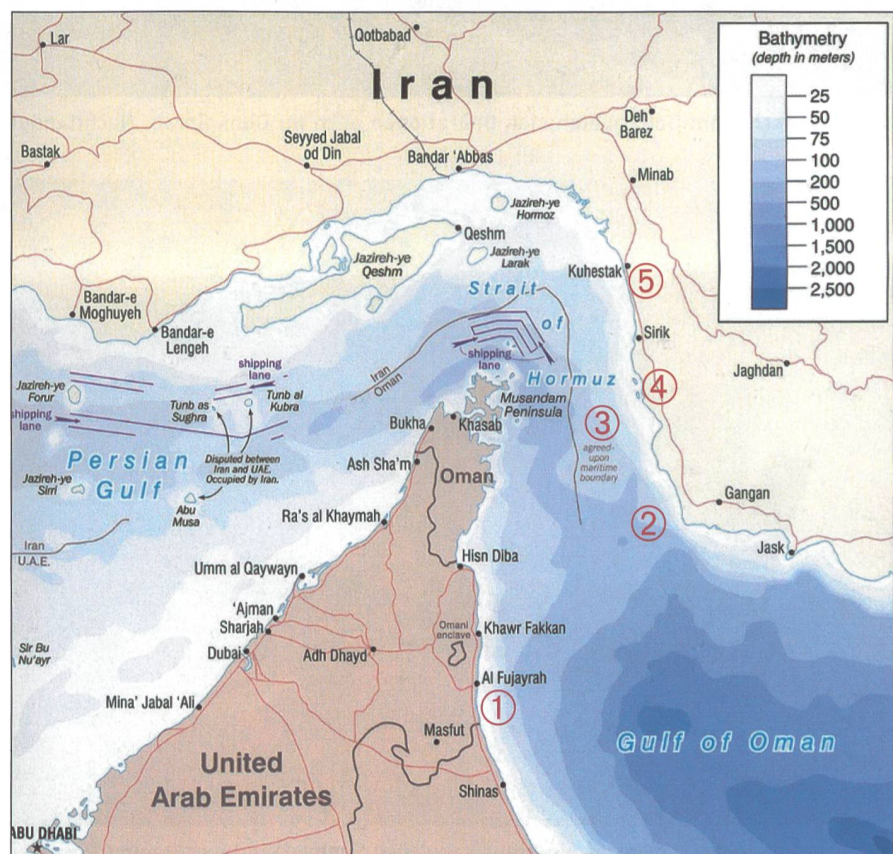 Lar
Qotbabad
Iran
Bathymetry
(depth in meters)
25
50
75
100
200
500
1,000
1,500
2,000
2,500
Deh
Barez
Bastak
Seyyed Jabal
od Din
Bandar 'Abbas
Minab
Jazireh-ye
Hormoz
Qeshm
Jazireh-ye
Qeshm
Jazireh-ye
Larak
Kuhestak
⑤
Strait
of
Hormuz
Bandar-e
Moghuyeh
Bandar-e
Lengeh
Sirik
shipping
lane
shipping
lane
Iran
Oman
Jaghdan
④
Jazireh-ye
Forur
Tunb as
Sughra
Tunb al
Kubra
Musandam
Peninsula
shipping
lane
Bukha
Khasab
③
agreed-
upon
maritime
boundary
Persian
Gulf
Disputed between
Iran and UAE.
Occupied by Iran.
Ash Sha'm
Oman
Jazireh-ye
Sirri
Abu
Musa
Gangan
Ra's al Khaymah
②
Iran
U.A.E.
Jask
Hisn Diba
Umm al Qaywayn
'Ajman
Sharjah
Dubai
Omani
enclave
Khawr Fakkan
Sir Bu
Nu'ayr
Adh Dhayd
Al Fujayrah
Mina' Jabal 'Ali
①
Masfut
Gulf of Oman
United
Arab Emirates
Shinas
ABU DHABI